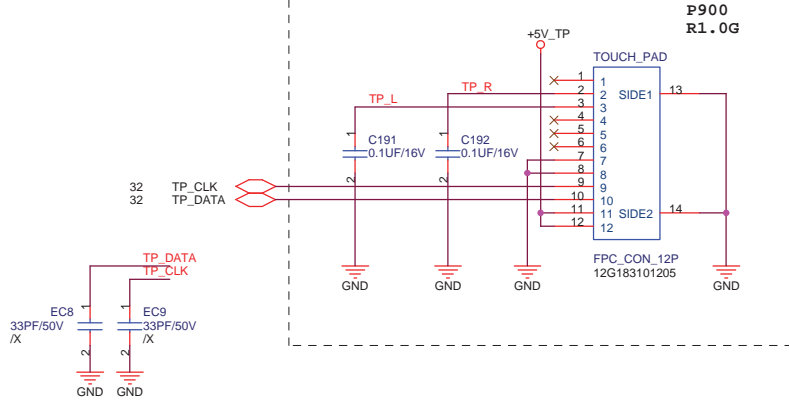 P900
R1.0G
+5V_TP
TOUCH_PAD
1 1
2 2 SIDE1 13
3 3
4 4
5 5
6 6
7 7
8 8
9 9
10 10
11 11 SIDE2 14
12 12
TP_R
TP_L
1 C191
0.1UF/16V
2
1 C192
0.1UF/16V
2
32 TP_CLK
32 TP_DATA
FPC_CON_12P
12G183101205
GND
GND
GND
GND
TP_DATA
TP_CLK
1 EC8
33PF/50V
/X
2
1 EC9
33PF/50V
/X
2
GND
GND